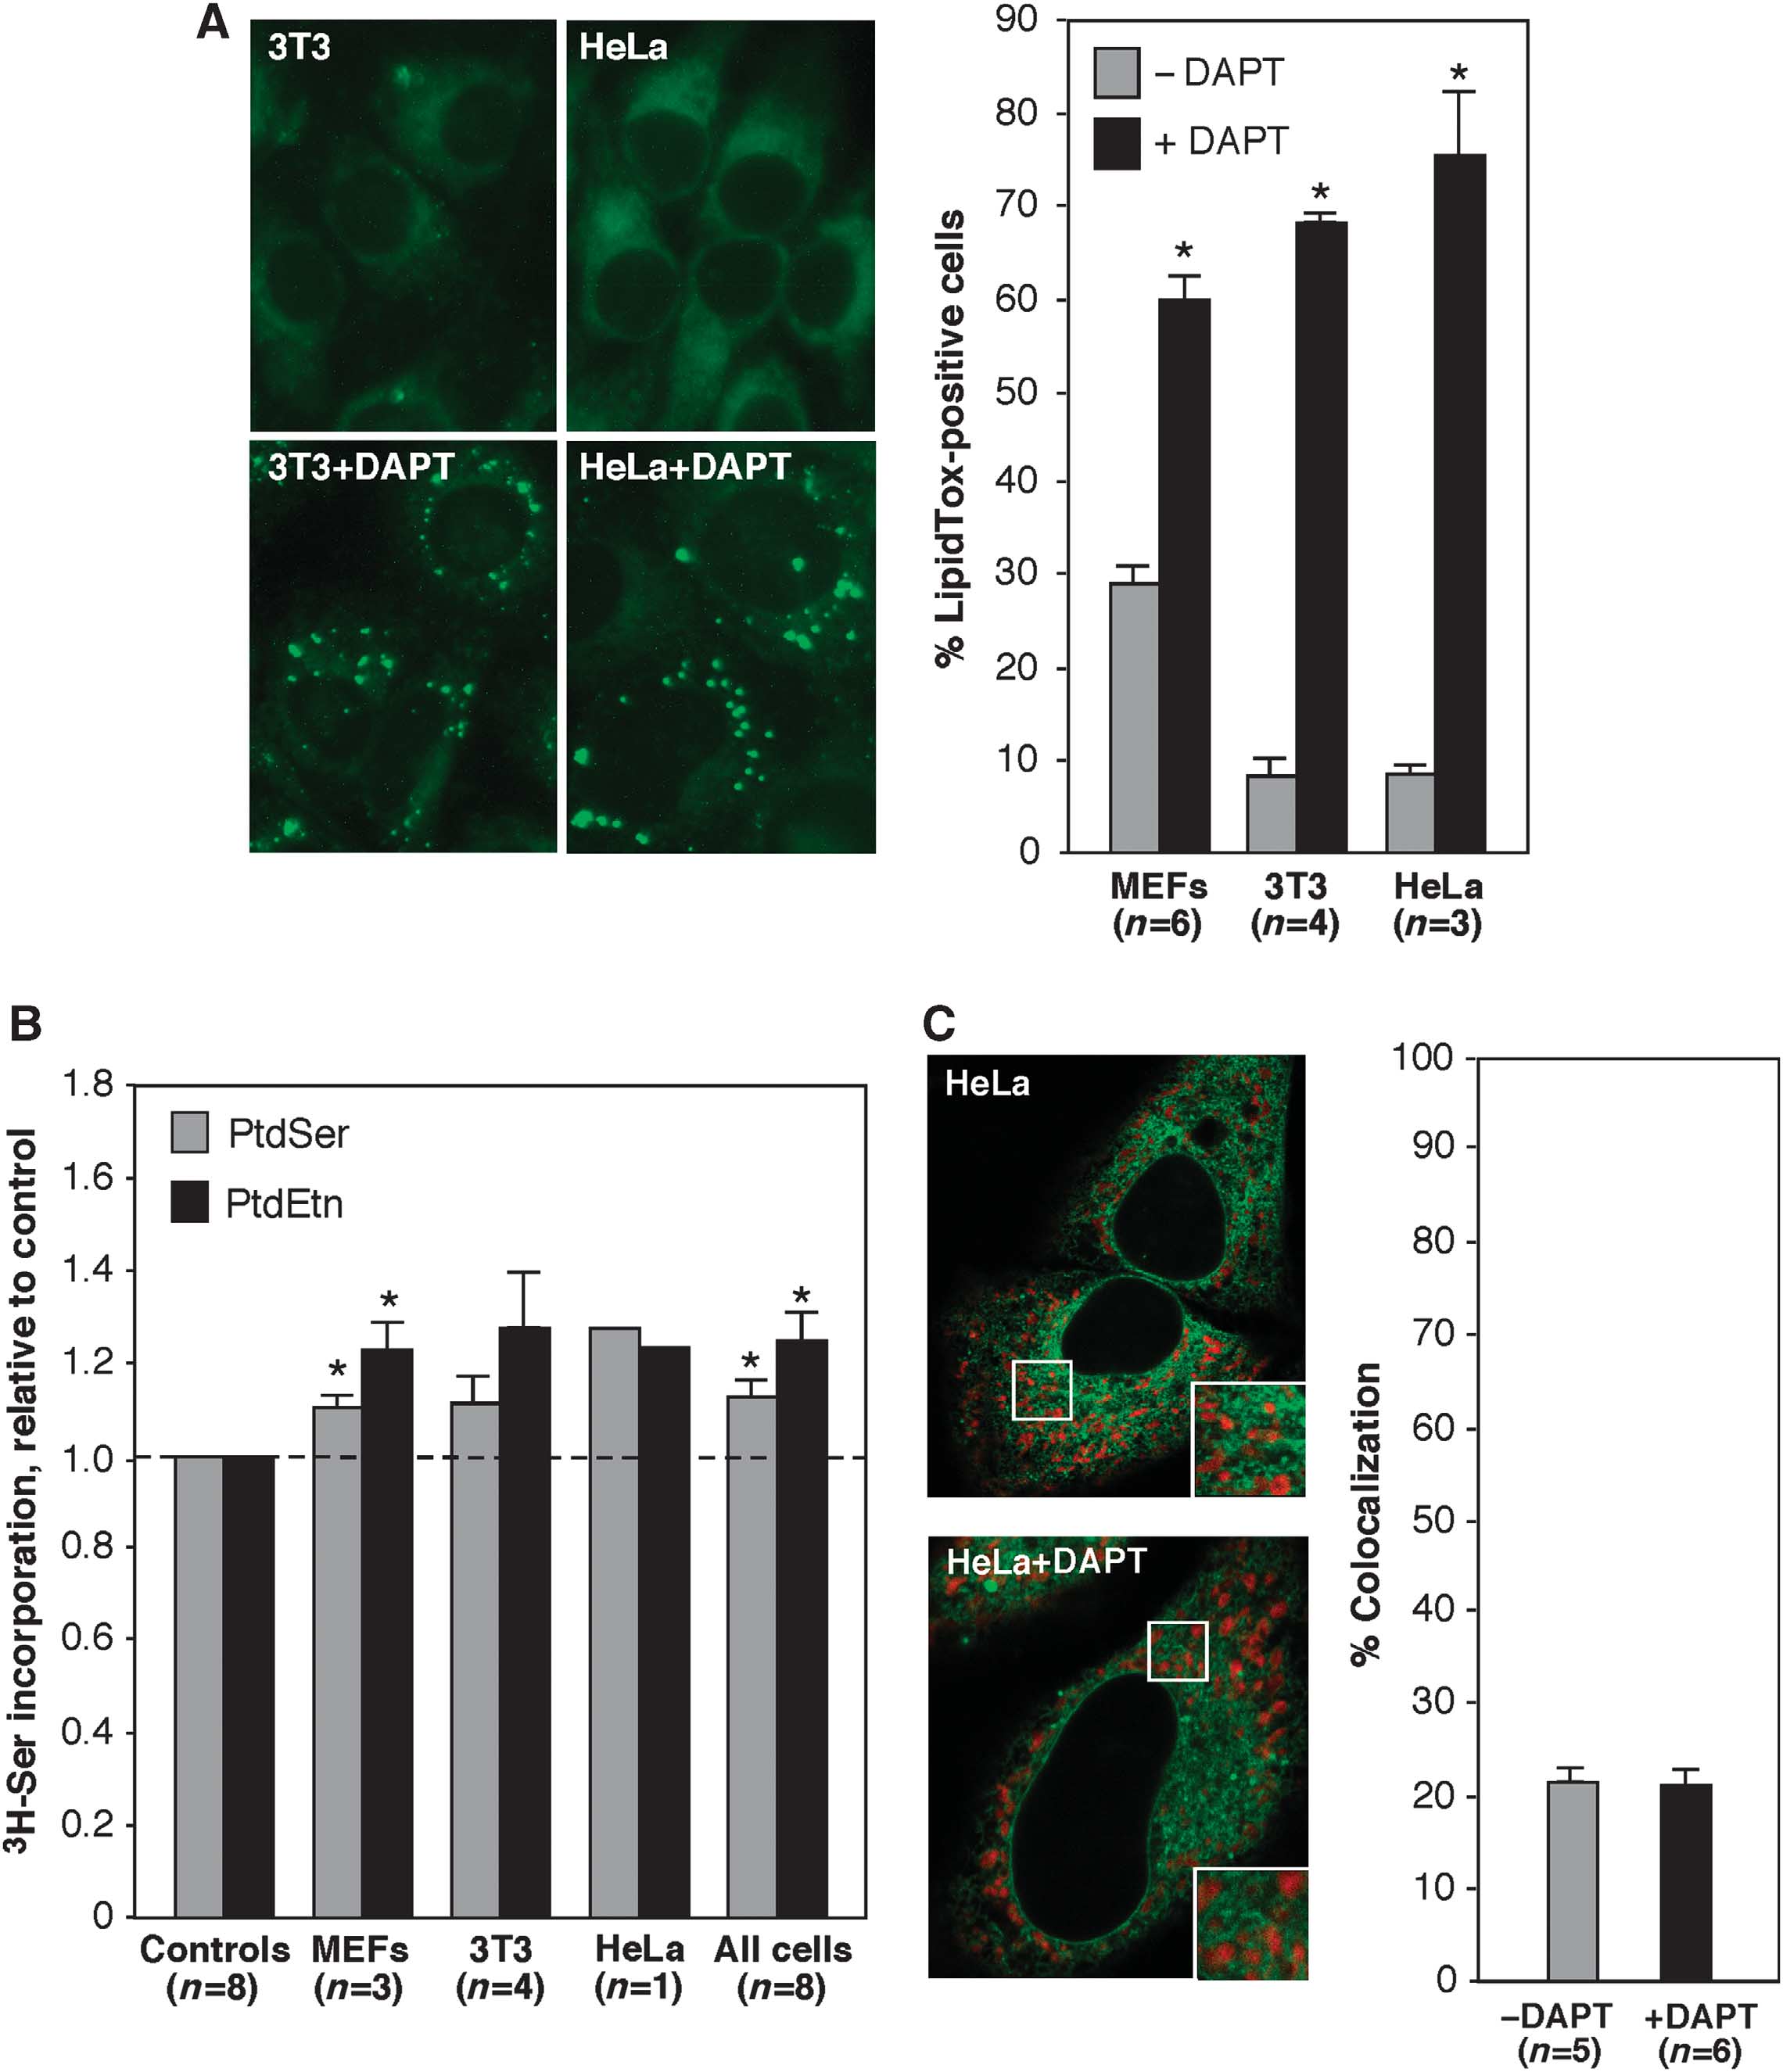 A
3T3
HeLa
3T3+DAPT
HeLa+DAPT
% LipidTox-positive cells
90
80
70
60
50
40
30
20
10
0
– DAPT
+ DAPT
*
*
*
MEFs
3T3
HeLa
(n=6)
(n=4)
(n=3)
B
³H-Ser incorporation, relative to control
1.8
1.6
1.4
1.2
1.0
0.8
0.6
0.4
0.2
0
PtdSer
PtdEtn
*
*
*
*
Controls
MEFs
3T3
HeLa
All cells
(n=8)
(n=3)
(n=4)
(n=1)
(n=8)
C
HeLa
HeLa+DAPT
% Colocalization
100
90
80
70
60
50
40
30
20
10
0
–DAPT
+DAPT
(n=5)
(n=6)